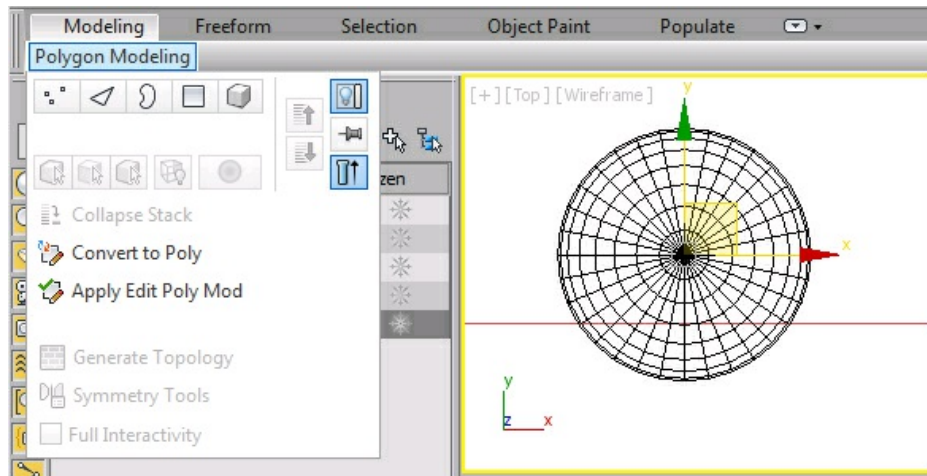 Modeling Freeform Selection Object Paint Populate
Polygon Modeling
[+] [Top] [Wireframe]
y
zen
x
Collapse Stack
Convert to Poly
Apply Edit Poly Mod
Generate Topology
Symmetry Tools
Full Interactivity
y
z x